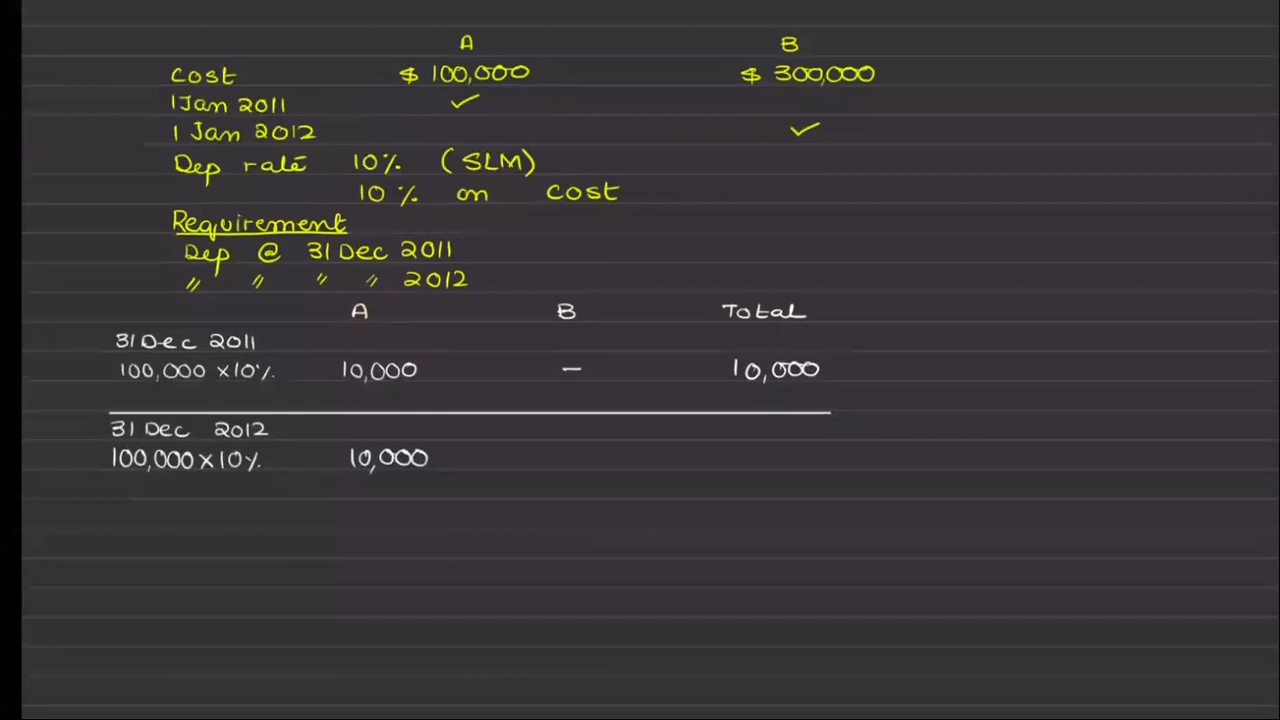 A B
Cost $ 100,000 $ 300,000
1 Jan 2011 ✓
1 Jan 2012 ✓
Dep rate 10% (SLM)
10 % on cost
Requirement
Dep @ 31 Dec 2011
" " " " 2012
A B Total
31 Dec 2011
100,000 × 10% 10,000 – 10,000
31 Dec 2012
100,000 × 10% 10,000